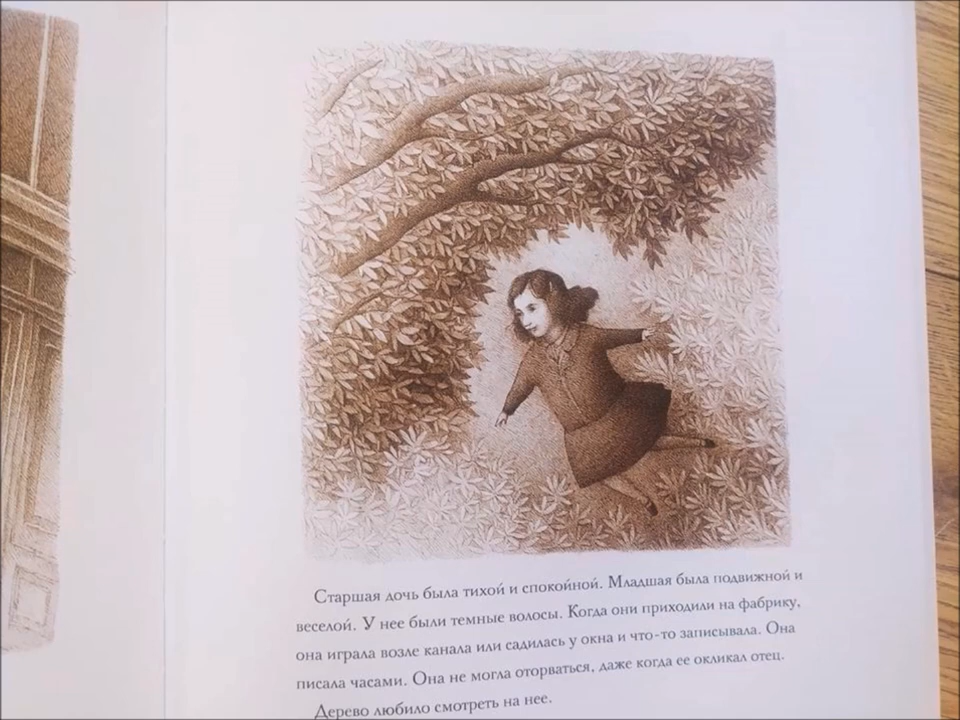 Старшая дочь была тихой и спокойной. Младшая была подвижной и
веселой. У нее были темные волосы. Когда они приходили на фабрику,
она играла возле канала или садилась у окна и что-то записывала. Она
писала часами. Она не могла оторваться, даже когда ее окликал отец.
Дерево любило смотреть на нее.